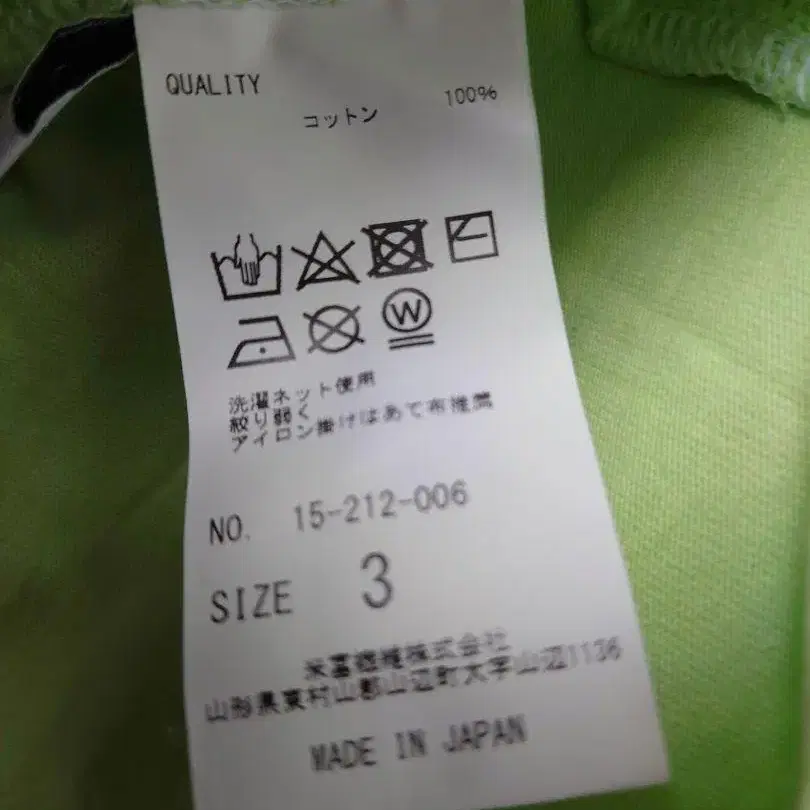 QUALITY
コットン 100%
W
洗濯ネット使用
絞り弱く
アイロン掛けはあて布推薦
NO. 15-212-006
SIZE 3
米富繊維株式会社
山形県東村山郡山辺町大字山辺1136
MADE IN JAPAN